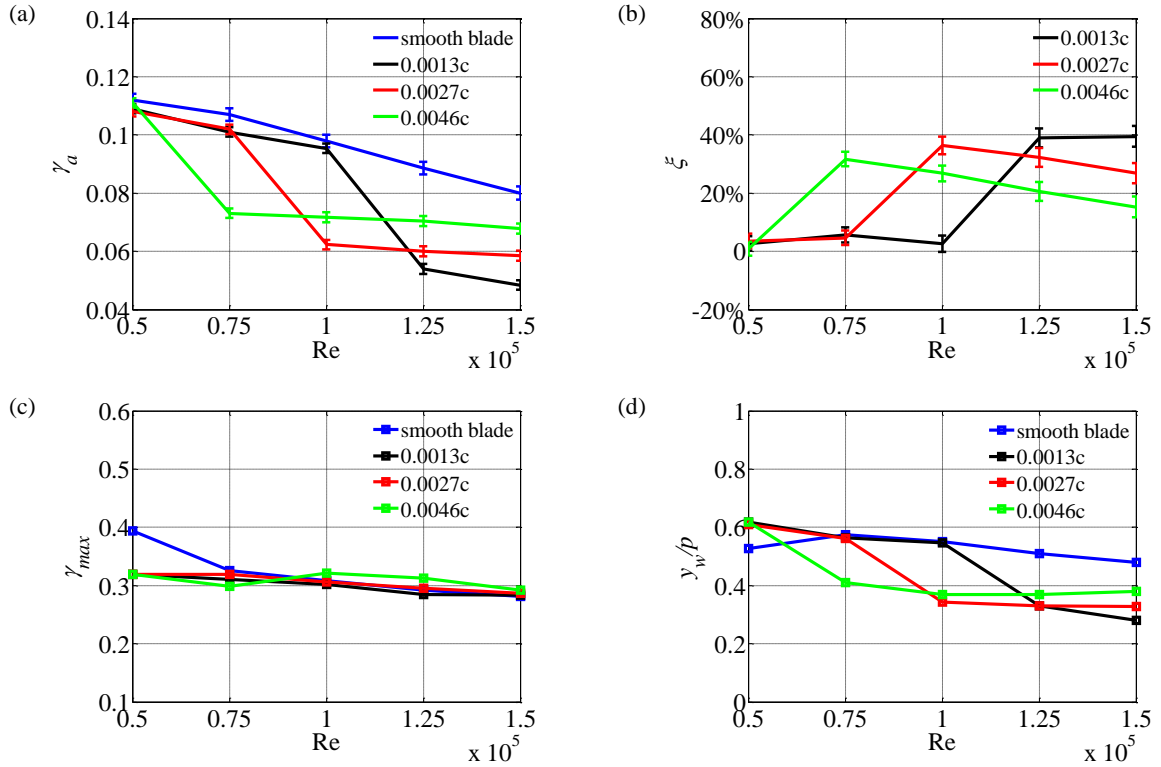 (a)
0.14
0.12
0.1
0.08
0.06
0.04
γa
0.5
0.75
1
1.25
1.5
Re
x 10^5
smooth blade
0.0013c
0.0027c
0.0046c
(b)
80%
60%
40%
20%
0
-20%
ξ
0.5
0.75
1
1.25
1.5
Re
x 10^5
0.0013c
0.0027c
0.0046c
(c)
0.6
0.5
0.4
0.3
0.2
0.1
γmax
0.5
0.75
1
1.25
1.5
Re
x 10^5
smooth blade
0.0013c
0.0027c
0.0046c
(d)
1
0.8
0.6
0.4
0.2
0
yw/p
0.5
0.75
1
1.25
1.5
Re
x 10^5
smooth blade
0.0013c
0.0027c
0.0046c